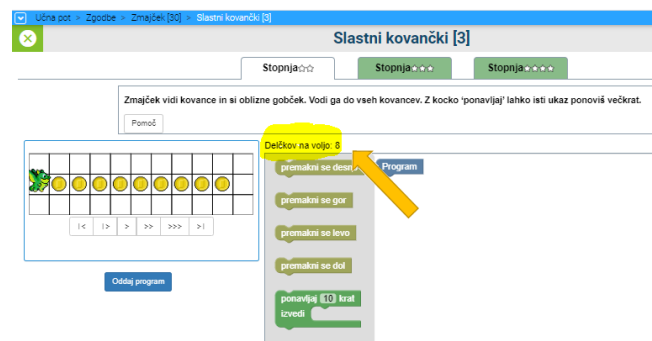 Učna pot > Zgodbe > Zmajček [30] > Slastni kovančki [3]
Slastni kovančki [3]
Stopnja☆☆ Stopnja☆☆☆ Stopnja☆☆☆☆
Zmajček vidi kovance in si oblizne gobček. Vodi ga do vseh kovancev. Z kocko 'ponavljaj' lahko isti ukaz ponoviš večkrat.
Pomoč
Delčkov na voljo: 8
premakni se desno Program
premakni se gor
premakni se levo
premakni se dol
|< |> > >> >>> >|
Oddaj program
ponavljaj 10 krat
izvedi